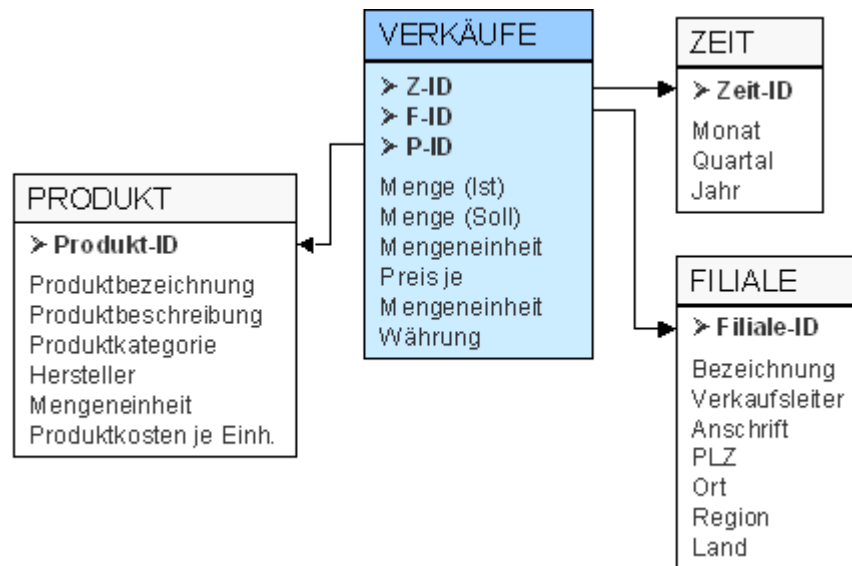 VERKÄUFE
➢ Z-ID
➢ F-ID
➢ P-ID
Menge (Ist)
Menge (Soll)
Mengeneinheit
Preis je
Mengeneinheit
Währung
PRODUKT
➢ Produkt-ID
Produktbezeichnung
Produktbeschreibung
Produktkategorie
Hersteller
Mengeneinheit
Produktkosten je Einh.
ZEIT
➢ Zeit-ID
Monat
Quartal
Jahr
FILIALE
➢ Filiale-ID
Bezeichnung
Verkaufsleiter
Anschrift
PLZ
Ort
Region
Land